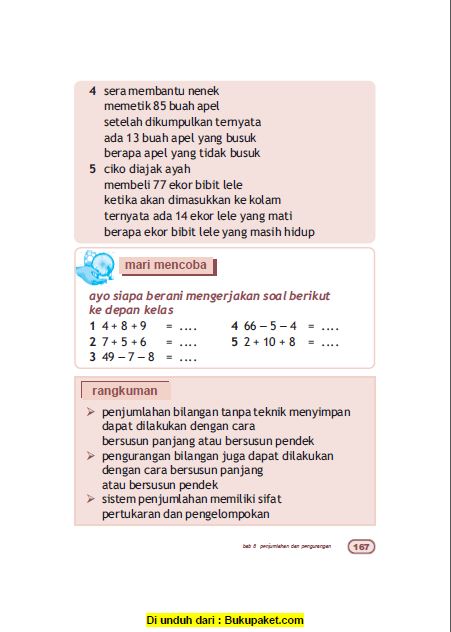 4 sera membantu nenek
memetik 85 buah apel
setelah dikumpulkan ternyata
ada 13 buah apel yang busuk
berapa apel yang tidak busuk
5 ciko diajak ayah
membeli 77 ekor bibit lele
ketika akan dimasukkan ke kolam
ternyata ada 14 ekor lele yang mati
berapa ekor bibit lele yang masih hidup
mari mencoba
ayo siapa berani mengerjakan soal berikut
ke depan kelas
1 4 + 8 + 9 = .... 4 66 – 5 – 4 = ....
2 7 + 5 + 6 = .... 5 2 + 10 + 8 = ....
3 49 – 7 – 8 = ....
rangkuman
➢ penjumlahan bilangan tanpa teknik menyimpan
dapat dilakukan dengan cara
bersusun panjang atau bersusun pendek
➢ pengurangan bilangan juga dapat dilakukan
dengan cara bersusun panjang
atau bersusun pendek
➢ sistem penjumlahan memiliki sifat
pertukaran dan pengelompokan
bab 8 penjumlahan dan pengurangan 167
Di unduh dari : Bukupaket.com